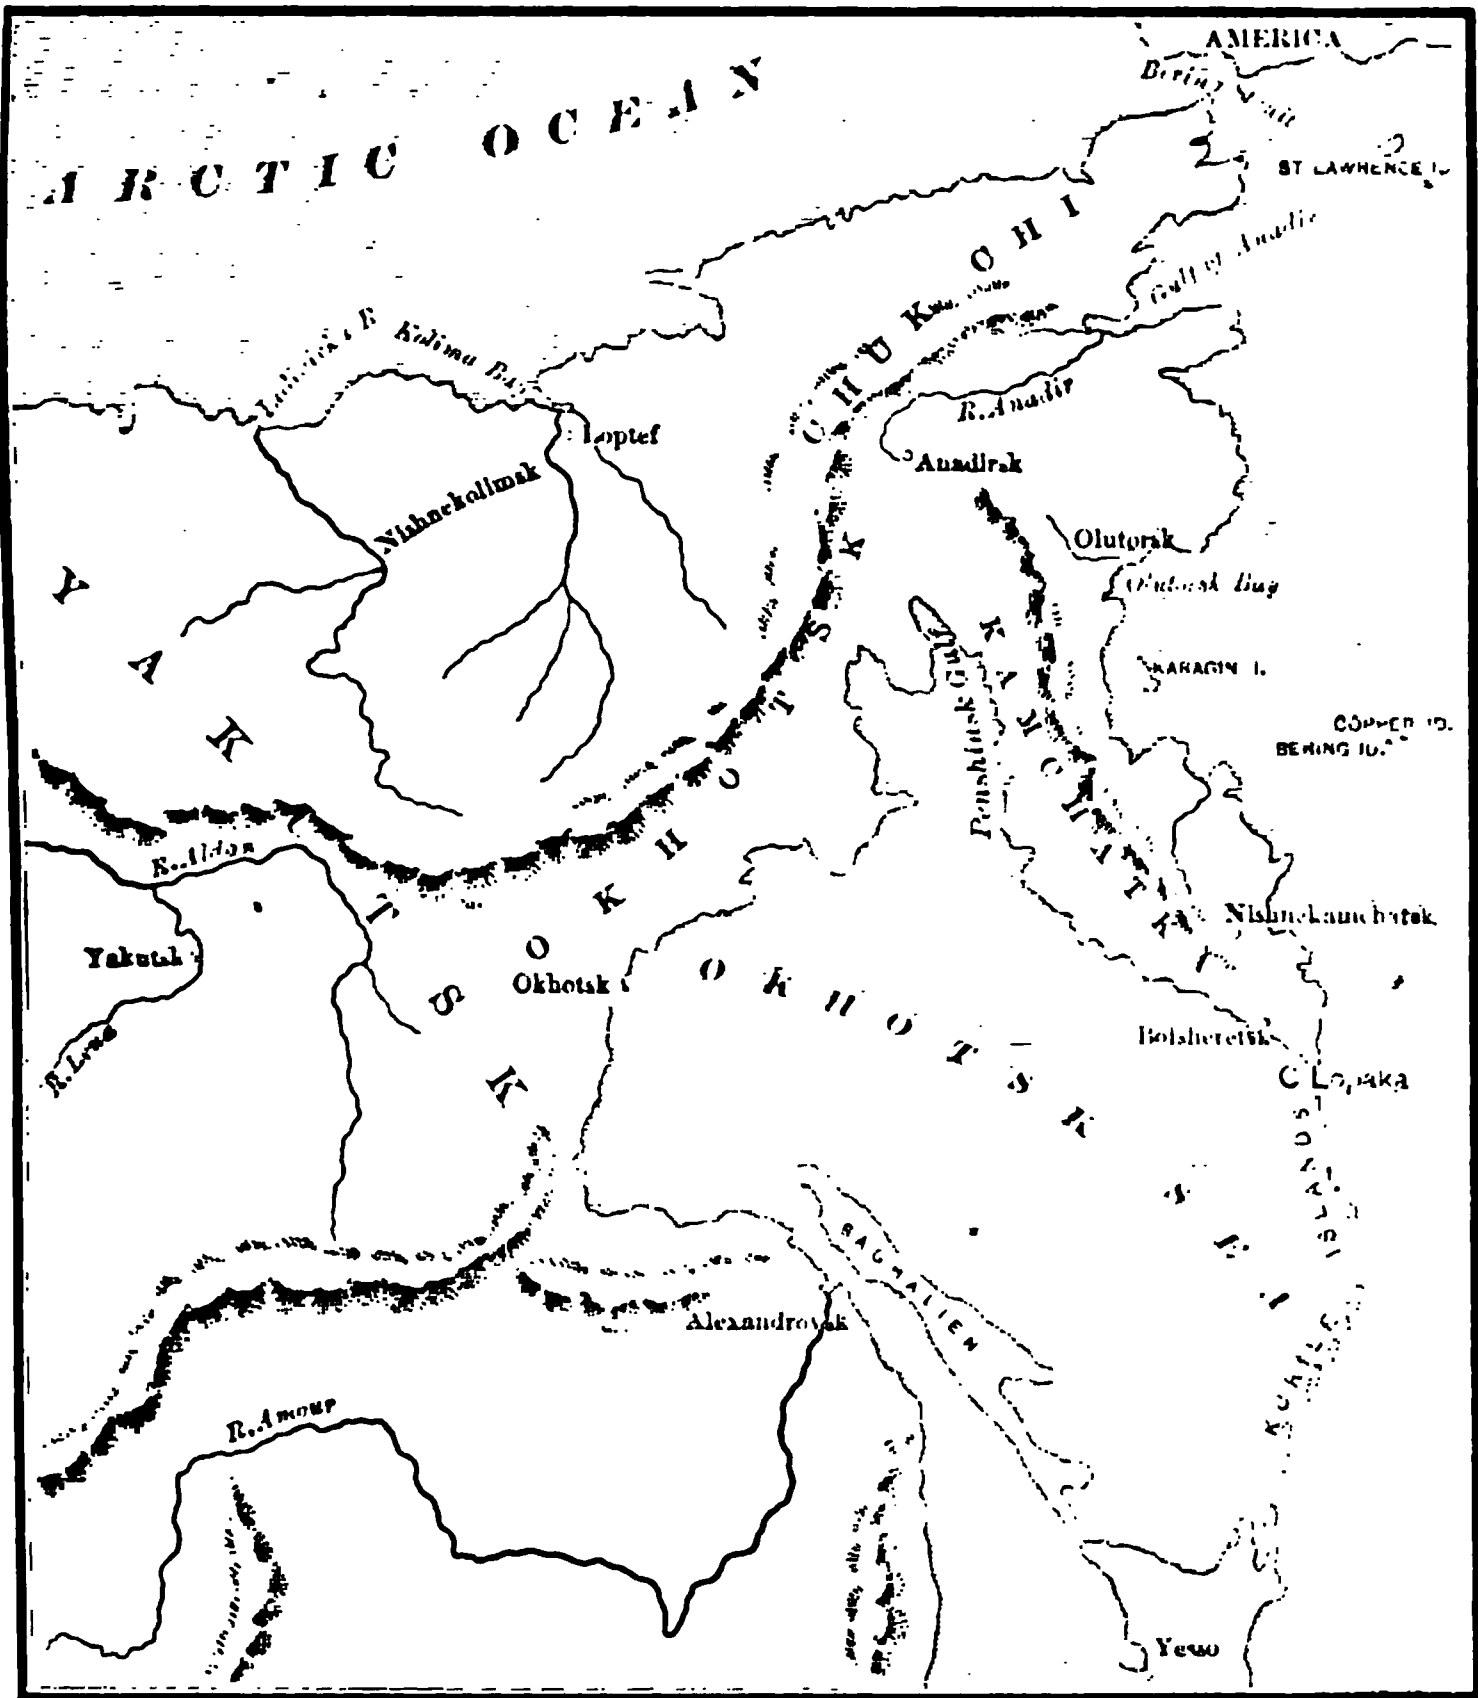 AMERICA
Bering Strait
ARCTIC OCEAN
ST LAWRENCE I.
CHUKCHI
Gulf of Anadir
Kolima Bay
R. Anadir
Loptef
Anadirsk
Nishnekolimsk
Olutorsk
Olutorsk Bay
YAKUTSK
KAMCHATKA
Penshinsk Gulf
KARAGIN I.
COPPER ID.
BERING ID.
OKHOTSK
R. Aldan
Nishnekamchatsk
Yakutsk
Okhotsk
OKHOTSK SEA
R. Lena
Bolsheretsk
C Lopaka
KURILE ISLANDS
SAGHALIEN
Alexandrovsk
R. Amour
Yesso